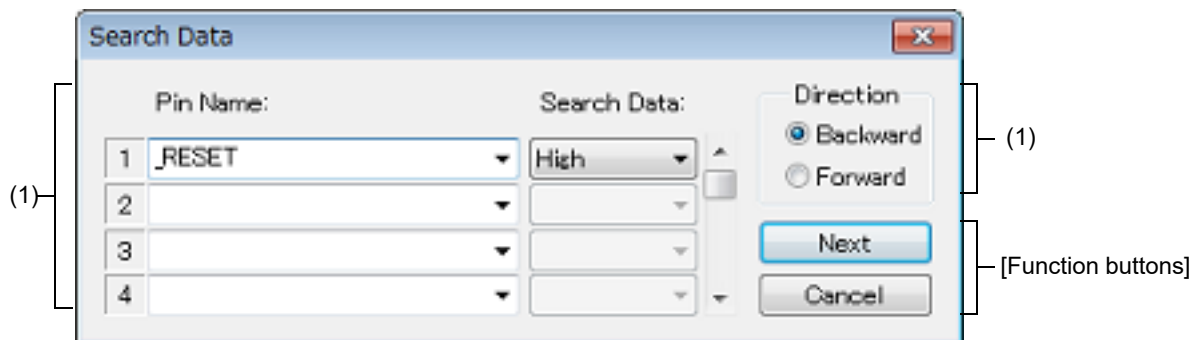 Search Data
Pin Name:
Search Data:
Direction
Backward
Forward
(1)
(1)
1 _RESET High
2
3
4
Next
Cancel
[Function buttons]